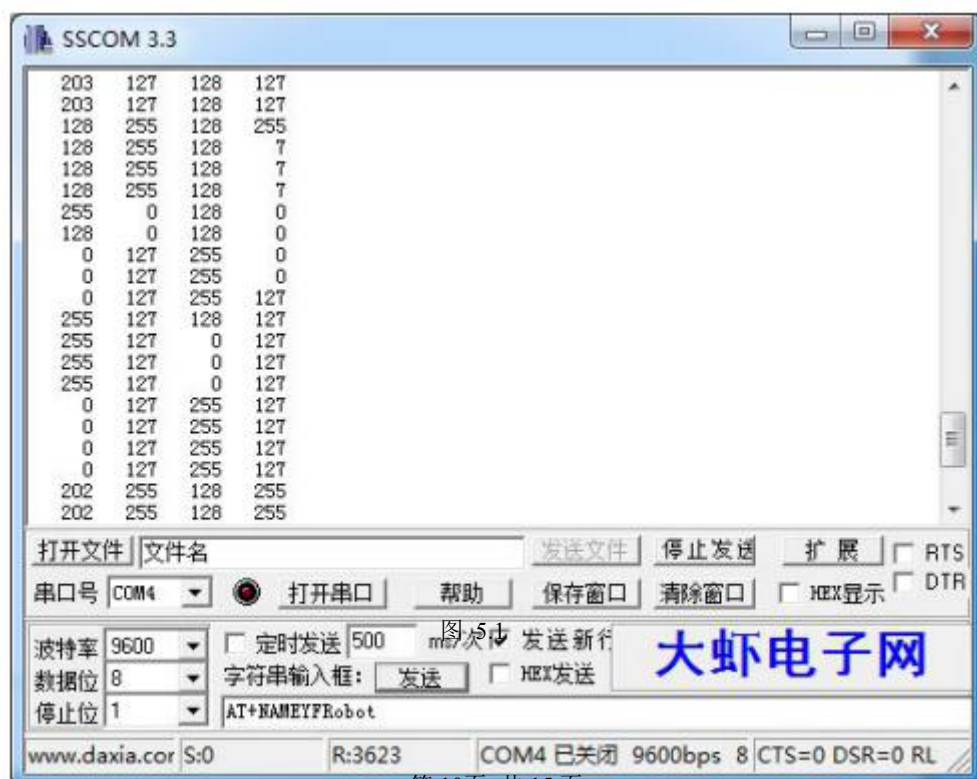 SSCOM 3.3
203 127 128 127
203 127 128 127
128 255 128 255
128 255 128 7
128 255 128 7
128 255 128 7
255 0 128 0
128 0 128 0
0 127 255 0
0 127 255 0
0 127 255 127
255 127 128 127
255 127 0 127
255 127 0 127
255 127 0 127
0 127 255 127
0 127 255 127
0 127 255 127
0 127 255 127
202 255 128 255
202 255 128 255
打开文件 文件名 发送文件 停止发送 扩展 RTS
串口号 COM4 打开串口 帮助 保存窗口 清除窗口 HEX显示 DTR
波特率 9600 定时发送 500 ms/次 发送新行
图 5.1
大虾电子网
数据位 8 字符串输入框: 发送 HEX发送
停止位 1 AT+NAMEYFRobot
www.daxia.cor S:0 R:3623 COM4 已关闭 9600bps 8 CTS=0 DSR=0 RL